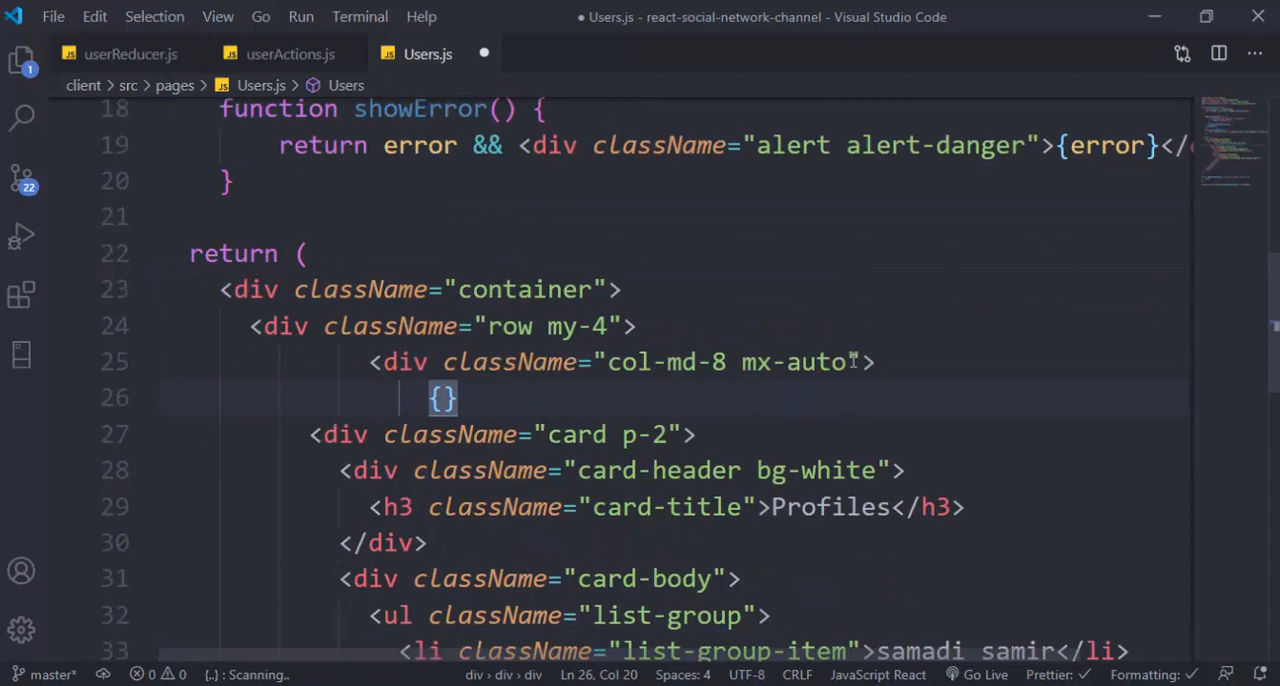 File Edit Selection View Go Run Terminal Help ● Users.js - react-social-network-channel - Visual Studio Code
JS userReducer.js JS userActions.js JS Users.js ●
client > src > pages > JS Users.js > Users
18 function showError() {
19 return error && <div className="alert alert-danger">{error}</
20 }
21
22 return (
23 <div className="container">
24 <div className="row my-4">
25 <div className="col-md-8 mx-auto">
26 {}
27 <div className="card p-2">
28 <div className="card-header bg-white">
29 <h3 className="card-title">Profiles</h3>
30 </div>
31 <div className="card-body">
32 <ul className="list-group">
33 <li className="list-group-item">samadi samir</li>
1
22
master* 0 0 {..} : Scanning.. div › div › div Ln 26, Col 20 Spaces: 4 UTF-8 CRLF JavaScript React Go Live Prettier: ✓ Formatting: ✓